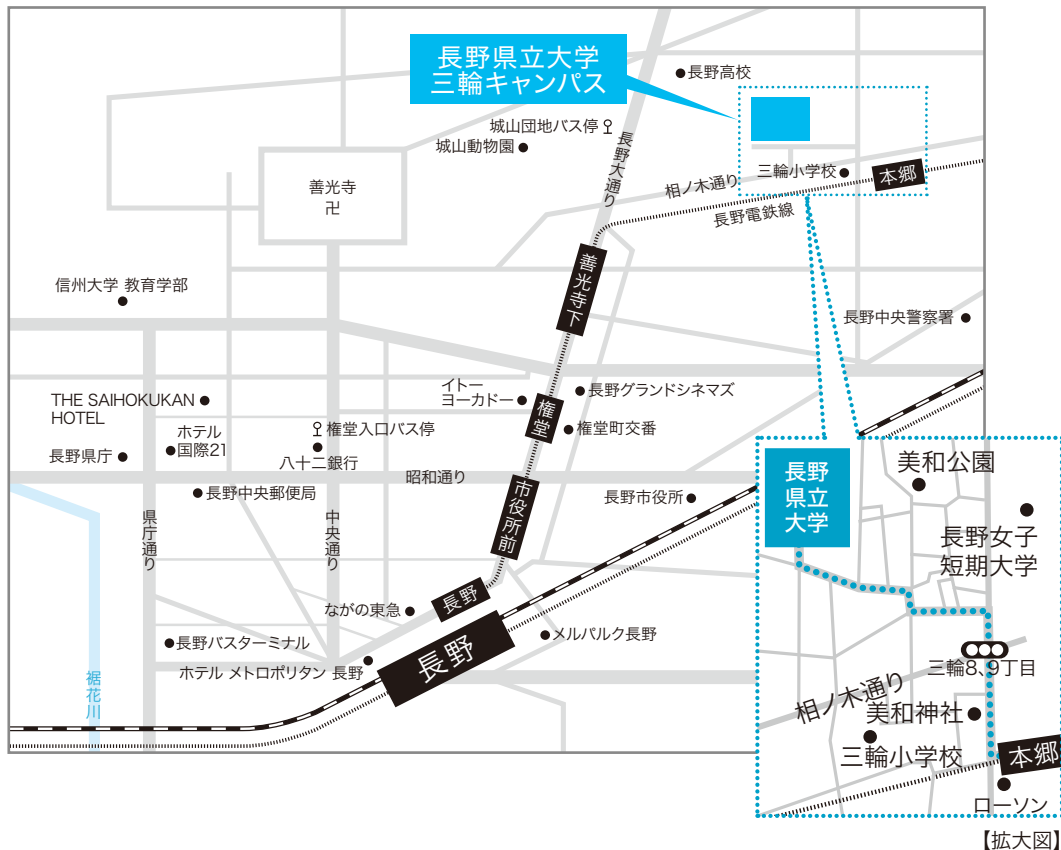 長野県立大学
三輪キャンパス
長野高校
城山団地バス停
城山動物園
長野大通り
三輪小学校
本郷
相ノ木通り
長野電鉄線
善光寺
卍
善光寺下
信州大学 教育学部
長野中央警察署
THE SAIHOKUKAN
HOTEL
イトー
ヨーカドー
長野グランドシネマズ
権堂
権堂町交番
権堂入口バス停
ホテル
国際21
八十二銀行
長野県庁
昭和通り
長野中央郵便局
市役所前
長野市役所
県庁通り
中央通り
長野
ながの東急
長野
メルパルク長野
長野バスターミナル
ホテル メトロポリタン 長野
裾花川
長野
県立
大学
美和公園
長野女子
短期大学
三輪8、9丁目
相ノ木通り
美和神社
三輪小学校
本郷
ローソン
【拡大図】